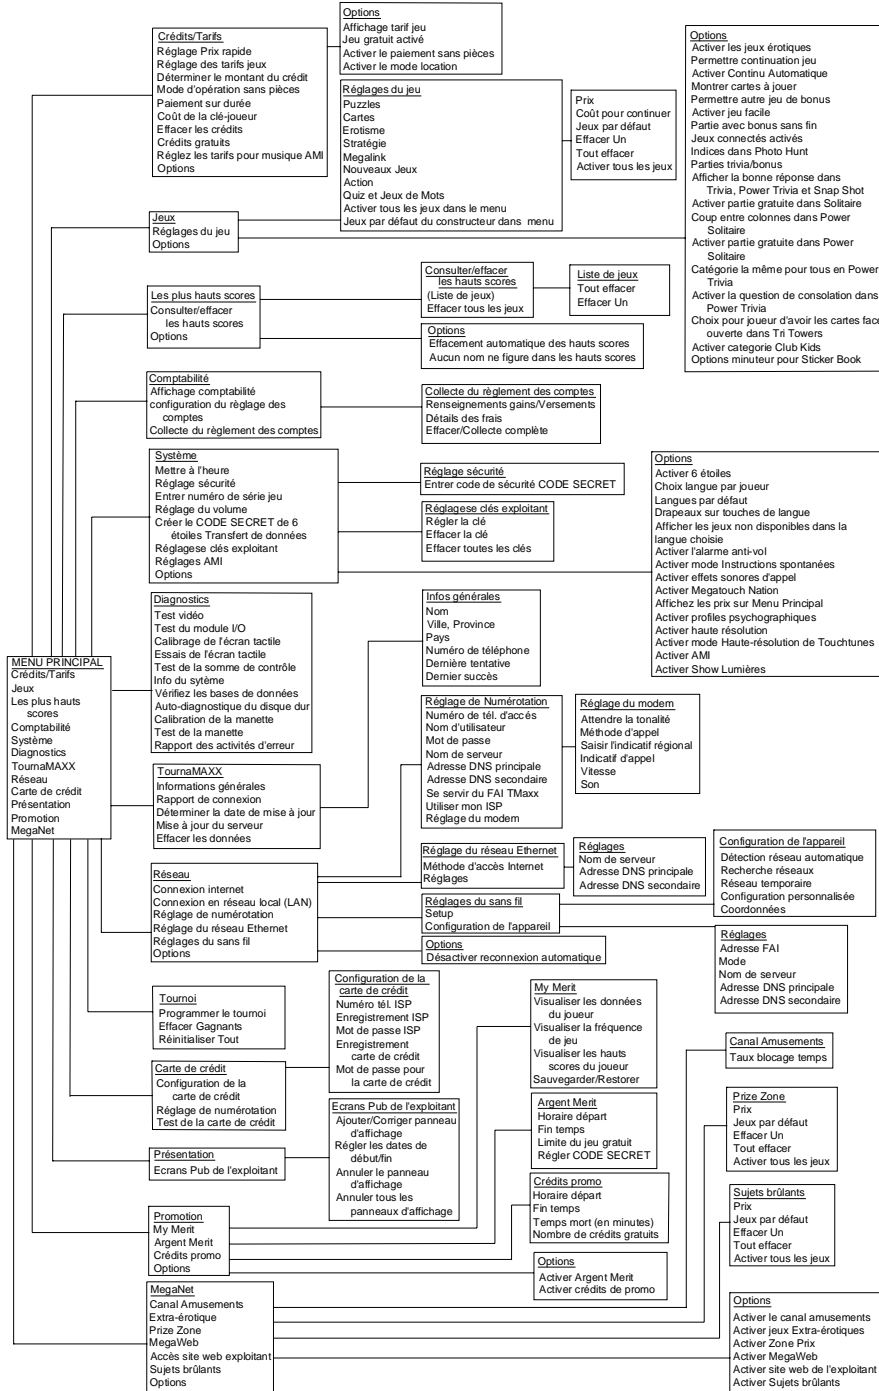 MENU PRINCIPAL
Crédits/Tarifs
Jeux
Les plus hauts
scores
Comptabilité
Système
Diagnostics
TournaMAXX
Réseau
Carte de crédit
Présentation
Promotion
MegaNet
Crédits/Tarifs
Réglage Prix rapide
Réglage des tarifs jeux
Déterminer le montant du crédit
Mode d'opération sans pièces
Paiement sur durée
Coût de la clé-joueur
Effacer les crédits
Crédits gratuits
Réglez les tarifs pour musique AMI
Options
Options
Affichage tarif jeu
Jeu gratuit activé
Activer le paiement sans pièces
Activer le mode location
Jeux
Réglages du jeu
Options
Réglages du jeu
Puzzles
Cartes
Erotisme
Stratégie
Megalink
Nouveaux Jeux
Action
Quiz et Jeux de Mots
Activer tous les jeux dans le menu
Jeux par défaut du constructeur dans menu
Prix
Coût pour continuer
Jeux par défaut
Effacer Un
Tout effacer
Activer tous les jeux
Options
Activer les jeux érotiques
Permettre continuation jeu
Activer Continu Automatique
Montrer cartes à jouer
Permettre autre jeu de bonus
Activer jeu facile
Partie avec bonus sans fin
Jeux connectés activés
Indices dans Photo Hunt
Parties trivia/bonus
Afficher la bonne réponse dans
Trivia, Power Trivia et Snap Shot
Activer partie gratuite dans Solitaire
Coup entre colonnes dans Power
Solitaire
Activer partie gratuite dans Power
Solitaire
Catégorie la même pour tous en Power
Trivia
Activer la question de consolation dans
Power Trivia
Choix pour joueur d'avoir les cartes face
ouverte dans Tri Towers
Activer categorie Club Kids
Options minuteur pour Sticker Book
Les plus hauts scores
Consulter/effacer
les hauts scores
Options
Consulter/effacer
les hauts scores
(Liste de jeux)
Effacer tous les jeux
Liste de jeux
Tout effacer
Effacer Un
Options
Effacement automatique des hauts scores
Aucun nom ne figure dans les hauts scores
Comptabilité
Affichage comptabilité
configuration du règlage des
comptes
Collecte du règlement des comptes
Collecte du règlement des comptes
Renseignements gains/Versements
Détails des frais
Effacer/Collecte complète
Système
Mettre à l'heure
Réglage sécurité
Entrer numéro de série jeu
Réglage du volume
Créer le CODE SECRET de 6
étoiles Transfert de données
Réglagese clés exploitant
Réglages AMI
Options
Réglage sécurité
Entrer code de sécurité CODE SECRET
Réglagese clés exploitant
Régler la clé
Effacer la clé
Effacer toutes les clés
Options
Activer 6 étoiles
Choix langue par joueur
Langues par défaut
Drapeaux sur touches de langue
Afficher les jeux non disponibles dans la
langue choisie
Activer l'alarme anti-vol
Activer mode Instructions spontanées
Activer effets sonores d'appel
Activer Megatouch Nation
Affichez les prix sur Menu Principal
Activer profiles psychographiques
Activer haute résolution
Activer mode Haute-résolution de Touchtunes
Activer AMI
Activer Show Lumières
Diagnostics
Test vidéo
Test du module I/O
Calibrage de l'écran tactile
Essais de l'écran tactile
Test de la somme de contrôle
Info du sytème
Vérifiez les bases de données
Auto-diagnostique du disque dur
Calibration de la manette
Test de la manette
Rapport des activités d'erreur
TournaMAXX
Informations générales
Rapport de connexion
Déterminer la date de mise à jour
Mise à jour du serveur
Effacer les données
Infos générales
Nom
Ville, Province
Pays
Numéro de téléphone
Dernière tentative
Dernier succès
Réseau
Connexion internet
Connexion en réseau local (LAN)
Réglage de numérotation
Réglage du réseau Ethernet
Réglages du sans fil
Options
Réglage de Numérotation
Numéro de tél. d'accés
Nom d'utilisateur
Mot de passe
Nom de serveur
Adresse DNS principale
Adresse DNS secondaire
Se servir du FAI TMaxx
Utiliser mon ISP
Réglage du modem
Réglage du modem
Attendre la tonalité
Méthode d'appel
Saisir l'indicatif régional
Indicatif d'appel
Vitesse
Son
Réglage du réseau Ethernet
Méthode d'accès Internet
Réglages
Réglages
Nom de serveur
Adresse DNS principale
Adresse DNS secondaire
Réglages du sans fil
Setup
Configuration de l'appareil
Configuration de l'appareil
Détection réseau automatique
Recherche réseaux
Réseau temporaire
Configuration personnalisée
Coordonnées
Réglages
Adresse FAI
Mode
Nom de serveur
Adresse DNS principale
Adresse DNS secondaire
Options
Désactiver reconnexion automatique
Tournoi
Programmer le tournoi
Effacer Gagnants
Réinitialiser Tout
Carte de crédit
Configuration de la
carte de crédit
Réglage de numérotation
Test de la carte de crédit
Configuration de la
carte de crédit
Numéro tél. ISP
Enregistrement ISP
Mot de passe ISP
Enregistrement
carte de crédit
Mot de passe pour
la carte de crédit
Présentation
Ecrans Pub de l'exploitant
Ecrans Pub de l'exploitant
Ajouter/Corriger panneau
d'affichage
Régler les dates de
début/fin
Annuler le panneau
d'affichage
Annuler tous les
panneaux d'affichage
Promotion
My Merit
Argent Merit
Crédits promo
Options
My Merit
Visualiser les données
du joueur
Visualiser la fréquence
de jeu
Visualiser les hauts
scores du joueur
Sauvegarder/Restorer
Argent Merit
Horaire départ
Fin temps
Limite du jeu gratuit
Régler CODE SECRET
Crédits promo
Horaire départ
Fin temps
Temps mort (en minutes)
Nombre de crédits gratuits
Options
Activer Argent Merit
Activer crédits de promo
MegaNet
Canal Amusements
Extra-érotique
Prize Zone
MegaWeb
Accès site web exploitant
Sujets brûlants
Options
Canal Amusements
Taux blocage temps
Prize Zone
Prix
Jeux par défaut
Effacer Un
Tout effacer
Activer tous les jeux
Sujets brûlants
Prix
Jeux par défaut
Effacer Un
Tout effacer
Activer tous les jeux
Options
Activer le canal amusements
Activer jeux Extra-érotiques
Activer Zone Prix
Activer MegaWeb
Activer site web de l'exploitant
Activer Sujets brûlants